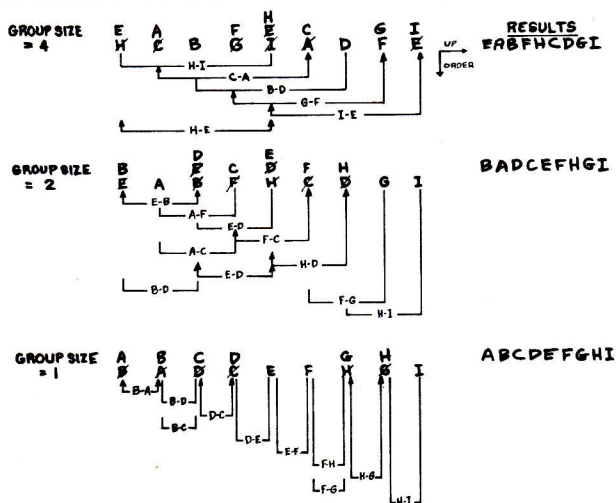 H
E A F E C G I RESULTS
GROUP SIZE H C B G I A D F E UP EABFHCDGI
= 4 ORDER
H-I
C-A
B-D
G-F
I-E
H-E
D E
B E C D F H
GROUP SIZE E A B F H C D G I BADCEFHGI
= 2
E-B
A-F
E-D
A-C F-C
E-D H-D
B-D F-G
H-I
A B C D G H
GROUP SIZE B A D C E F H G I ABCDEFGHI
= 1
B-A
B-D D-C
B-C
D-E
E-F
F-H
H-G
F-G
H-I